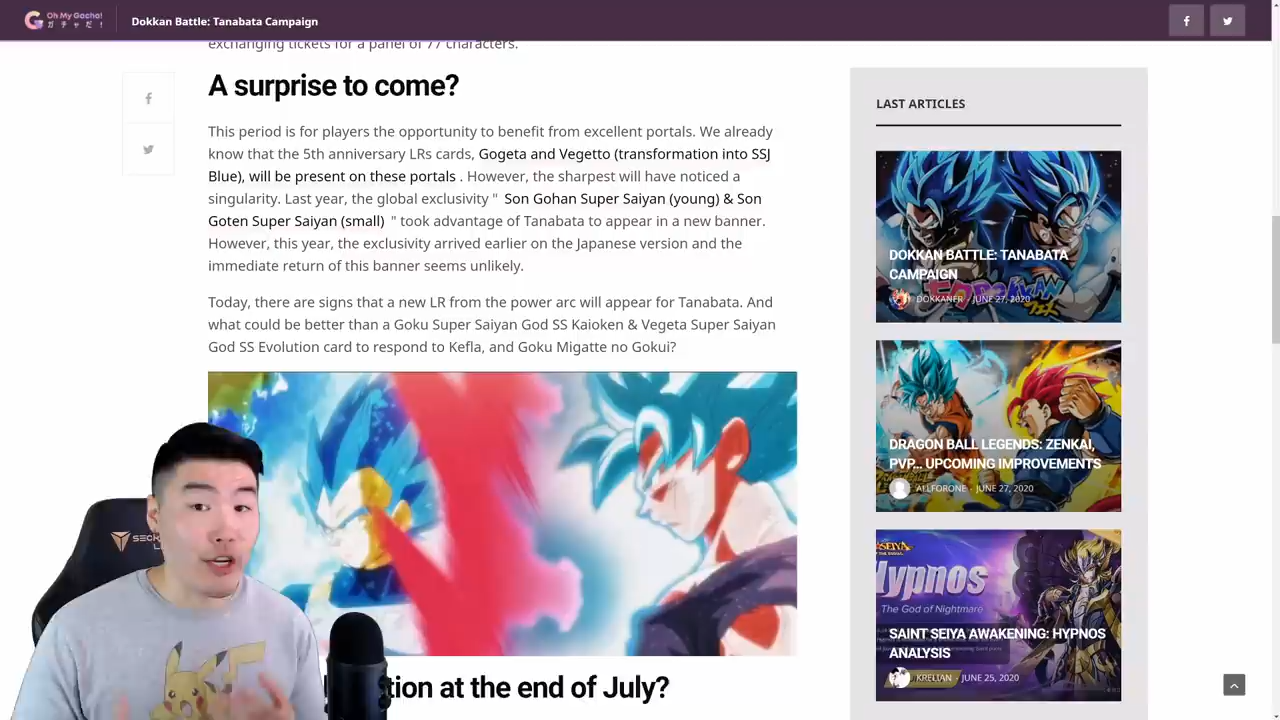 Oh My Gacha!
ガチャだ!
Dokkan Battle: Tanabata Campaign
exchanging tickets for a panel of 77 characters.
A surprise to come?
This period is for players the opportunity to benefit from excellent portals. We already
know that the 5th anniversary LRs cards, Gogeta and Vegetto (transformation into SSJ
Blue), will be present on these portals . However, the sharpest will have noticed a
singularity. Last year, the global exclusivity " Son Gohan Super Saiyan (young) & Son
Goten Super Saiyan (small) " took advantage of Tanabata to appear in a new banner.
However, this year, the exclusivity arrived earlier on the Japanese version and the
immediate return of this banner seems unlikely.
Today, there are signs that a new LR from the power arc will appear for Tanabata. And
what could be better than a Goku Super Saiyan God SS Kaioken & Vegeta Super Saiyan
God SS Evolution card to respond to Kefla, and Goku Migatte no Gokui?
tion at the end of July?
LAST ARTICLES
DOKKAN BATTLE: TANABATA
CAMPAIGN
DOKKANER - JUNE 27, 2020
DRAGON BALL LEGENDS: ZENKAI,
PVP... UPCOMING IMPROVEMENTS
ALLFORONE - JUNE 27, 2020
Hypnos
The God of Nightmare
SAINT SEIYA AWAKENING: HYPNOS
ANALYSIS
KRELIAN - JUNE 25, 2020